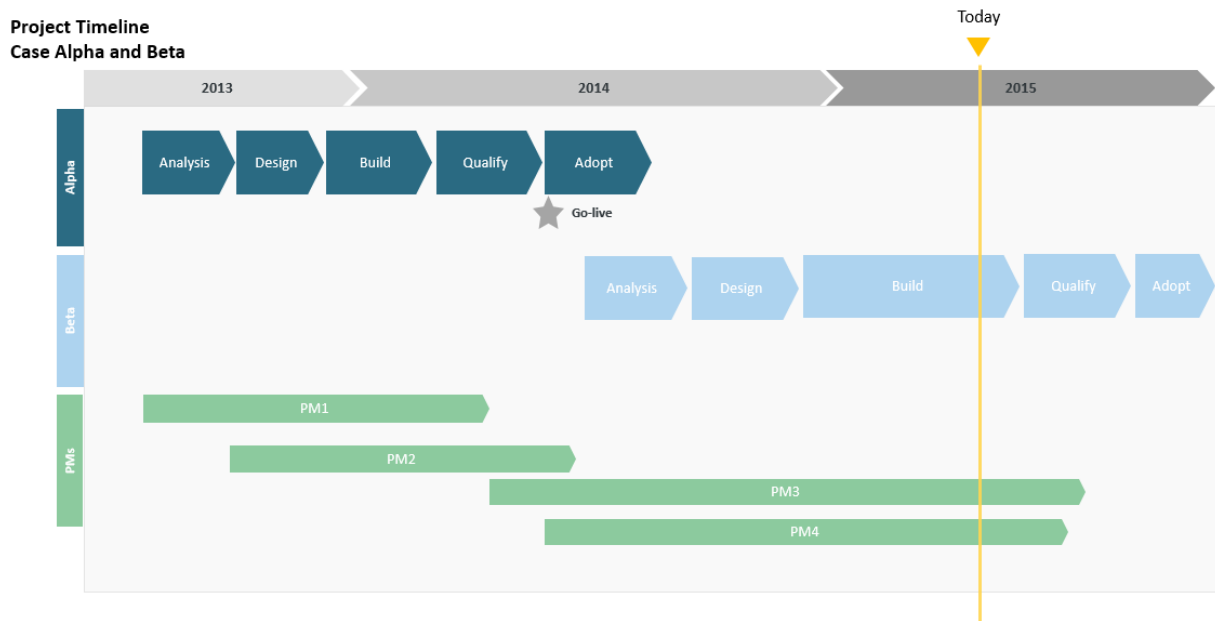 Project Timeline
Case Alpha and Beta
Today
2013
2014
2015
Alpha
Analysis
Design
Build
Qualify
Adopt
Go-live
Beta
Analysis
Design
Build
Qualify
Adopt
PMs
PM1
PM2
PM3
PM4